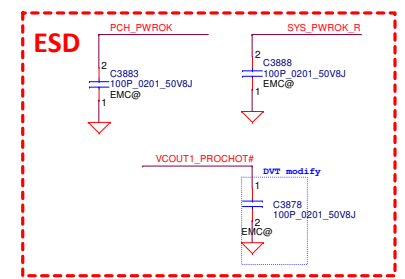 ESD
PCH_PWROK
2
C3883
100P_0201_50V8J
EMC@
1
SYS_PWROK_R
2
C3888
100P_0201_50V8J
EMC@
1
VCOUT1_PROCHOT#
DVT modify
1
C3878
100P_0201_50V8J
2
EMC@